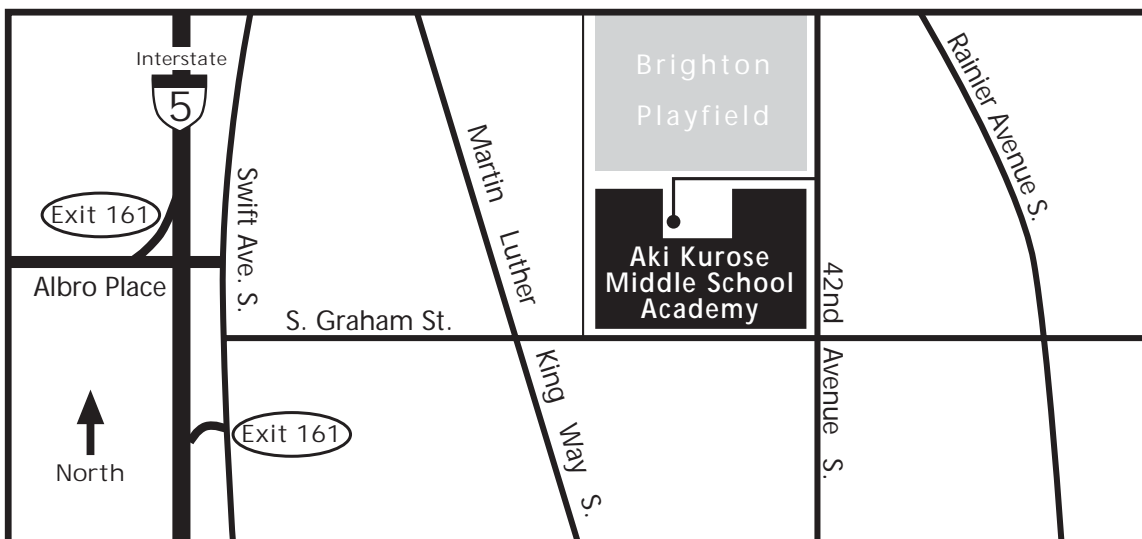 Interstate
5
Exit 161
Albro Place
North
Swift Ave. S.
Exit 161
S. Graham St.
Martin Luther King Way S.
Brighton
Playfield
Aki Kurose
Middle School
Academy
42nd Avenue S.
Rainier Avenue S.